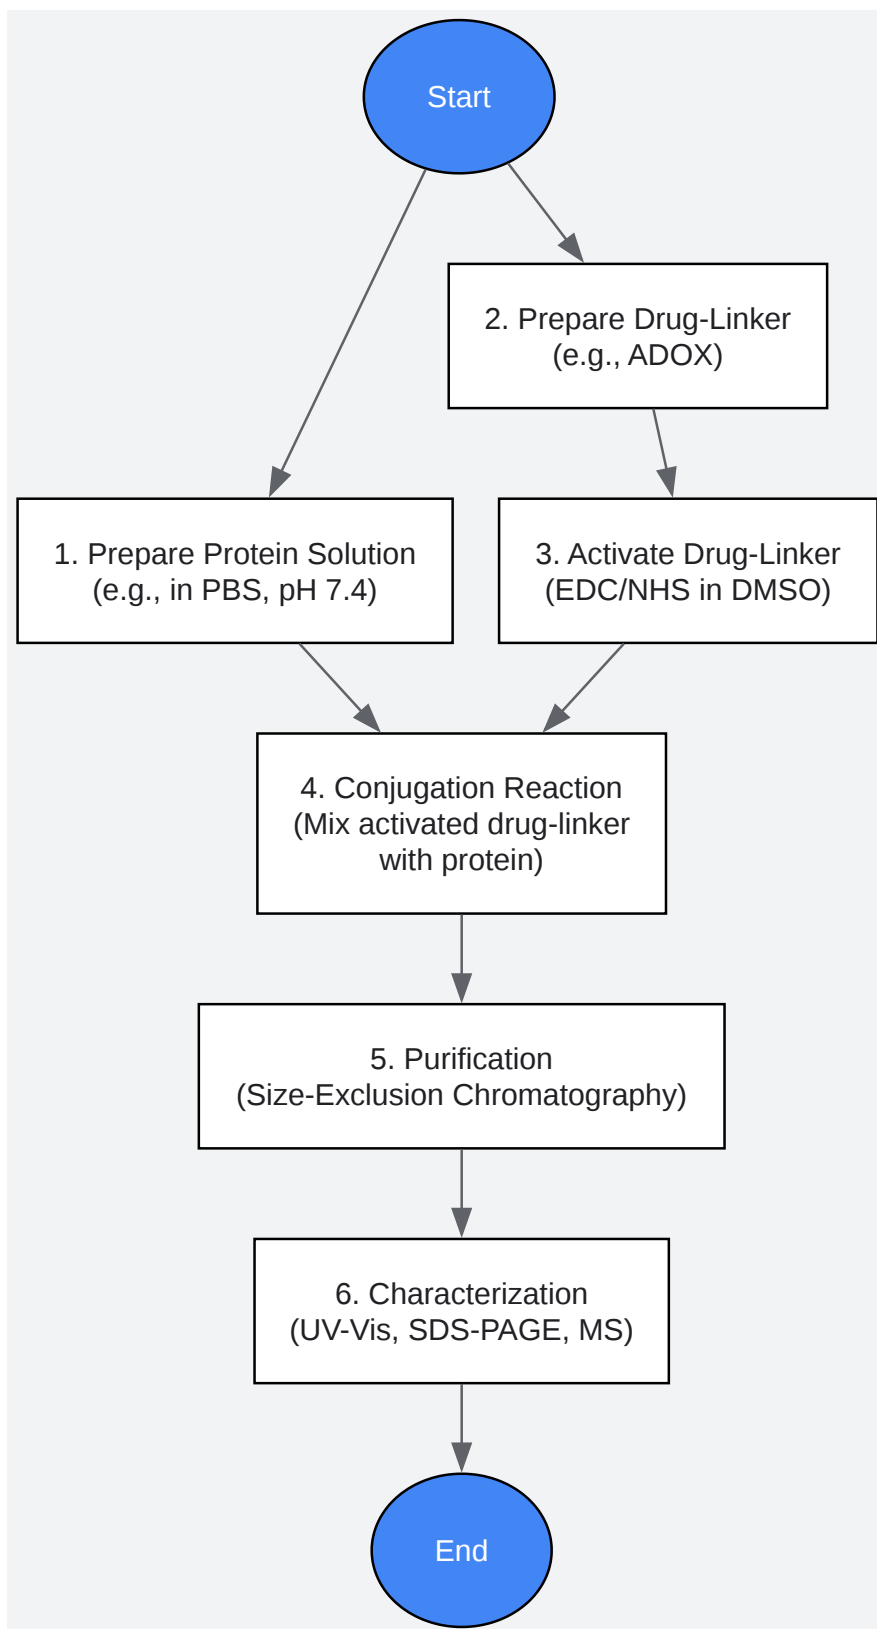 Start
2. Prepare Drug-Linker
(e.g., ADOX)
1. Prepare Protein Solution
(e.g., in PBS, pH 7.4)
3. Activate Drug-Linker
(EDC/NHS in DMSO)
4. Conjugation Reaction
(Mix activated drug-linker
with protein)
5. Purification
(Size-Exclusion Chromatography)
6. Characterization
(UV-Vis, SDS-PAGE, MS)
End